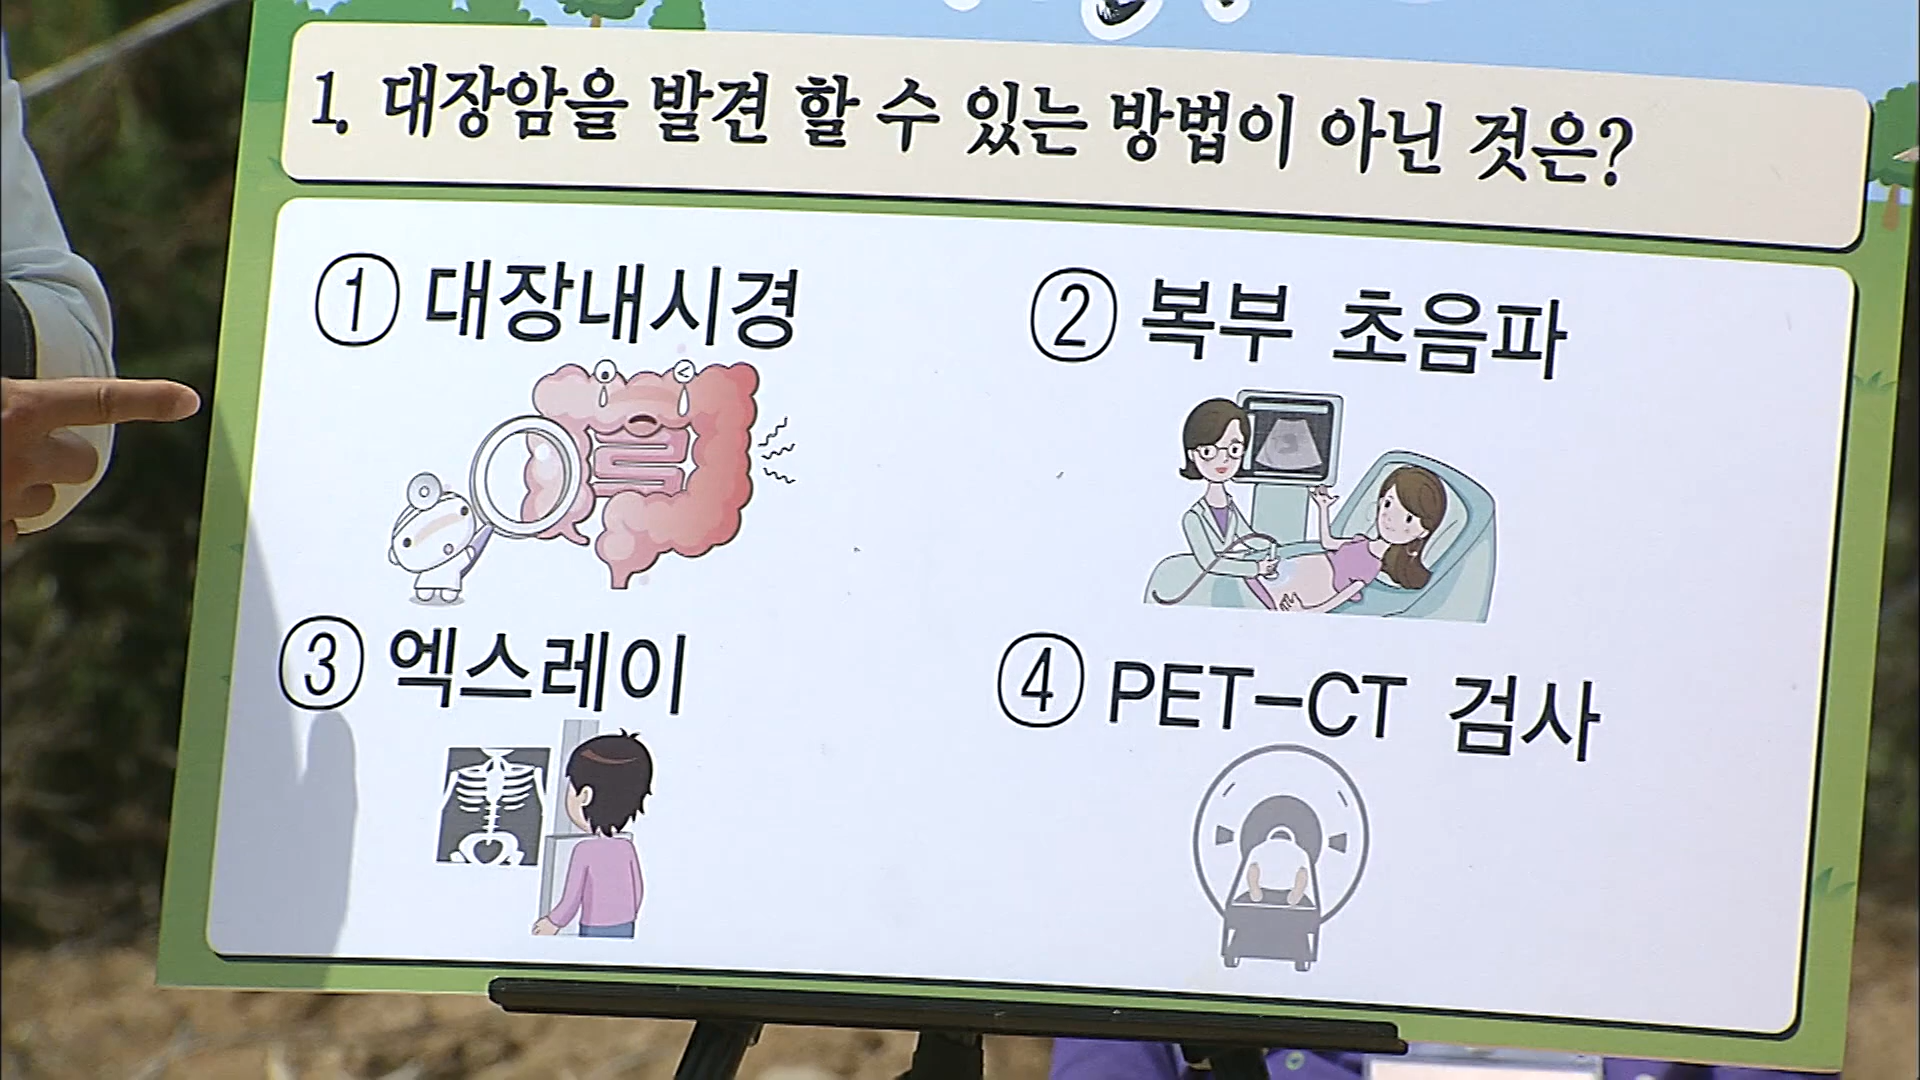 1. 대장암을 발견 할 수 있는 방법이 아닌 것은?
① 대장내시경
② 복부 초음파
③ 엑스레이
④ PET-CT 검사